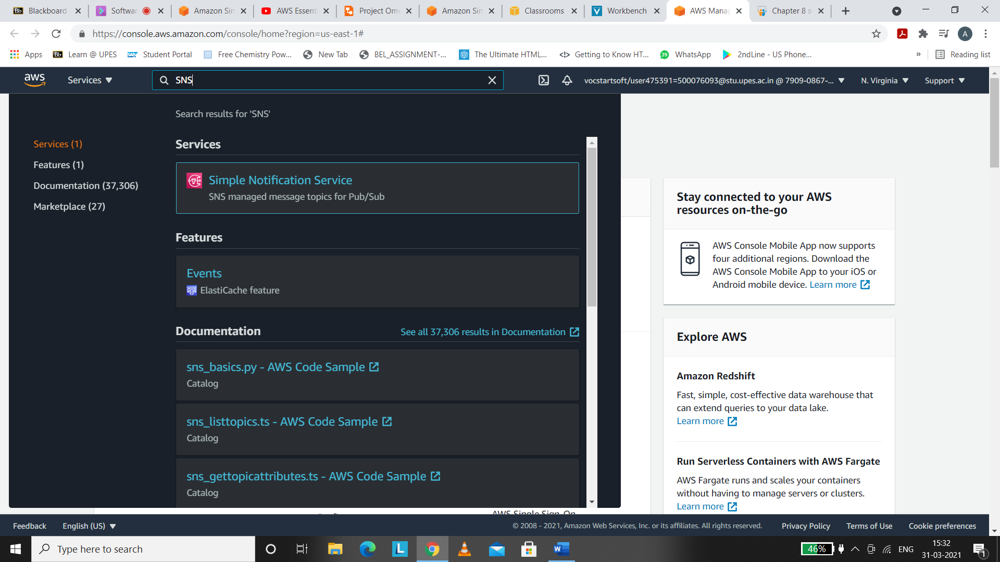 Blackboard
Softwar
Amazon Sim
AWS Essent
Project Ome
Amazon Sim
Classrooms
Workbench
AWS Manag
Chapter 8 s
https://console.aws.amazon.com/console/home?region=us-east-1#
A
Apps
Learn @ UPES
Student Portal
Free Chemistry Pow...
New Tab
BEL_ASSIGNMENT-...
The Ultimate HTML...
Getting to Know HT...
WhatsApp
2ndLine - US Phone...
»
Reading list
aws
Services
SNS
vocstartsoft/user475391=500076093@stu.upes.ac.in @ 7909-0867-...
N. Virginia
Support
Search results for 'SNS'
Services (1)
Features (1)
Documentation (37,306)
Marketplace (27)
Services
Simple Notification Service
SNS managed message topics for Pub/Sub
Features
Events
ElastiCache feature
Documentation
See all 37,306 results in Documentation
sns_basics.py - AWS Code Sample
Catalog
sns_listtopics.ts - AWS Code Sample
Catalog
sns_gettopicattributes.ts - AWS Code Sample
Catalog
Stay connected to your AWS
resources on-the-go
AWS Console Mobile App now supports
four additional regions. Download the
AWS Console Mobile App to your iOS or
Android mobile device. Learn more
Explore AWS
Amazon Redshift
Fast, simple, cost-effective data warehouse that
can extend queries to your data lake.
Learn more
Run Serverless Containers with AWS Fargate
AWS Fargate runs and scales your containers
without having to manage servers or clusters.
Learn more
AWS Single Sign-On
Feedback
English (US)
© 2008 - 2021, Amazon Web Services, Inc. or its affiliates. All rights reserved.
Privacy Policy
Terms of Use
Cookie preferences
Type here to search
46%
ENG
15:32
31-03-2021
1